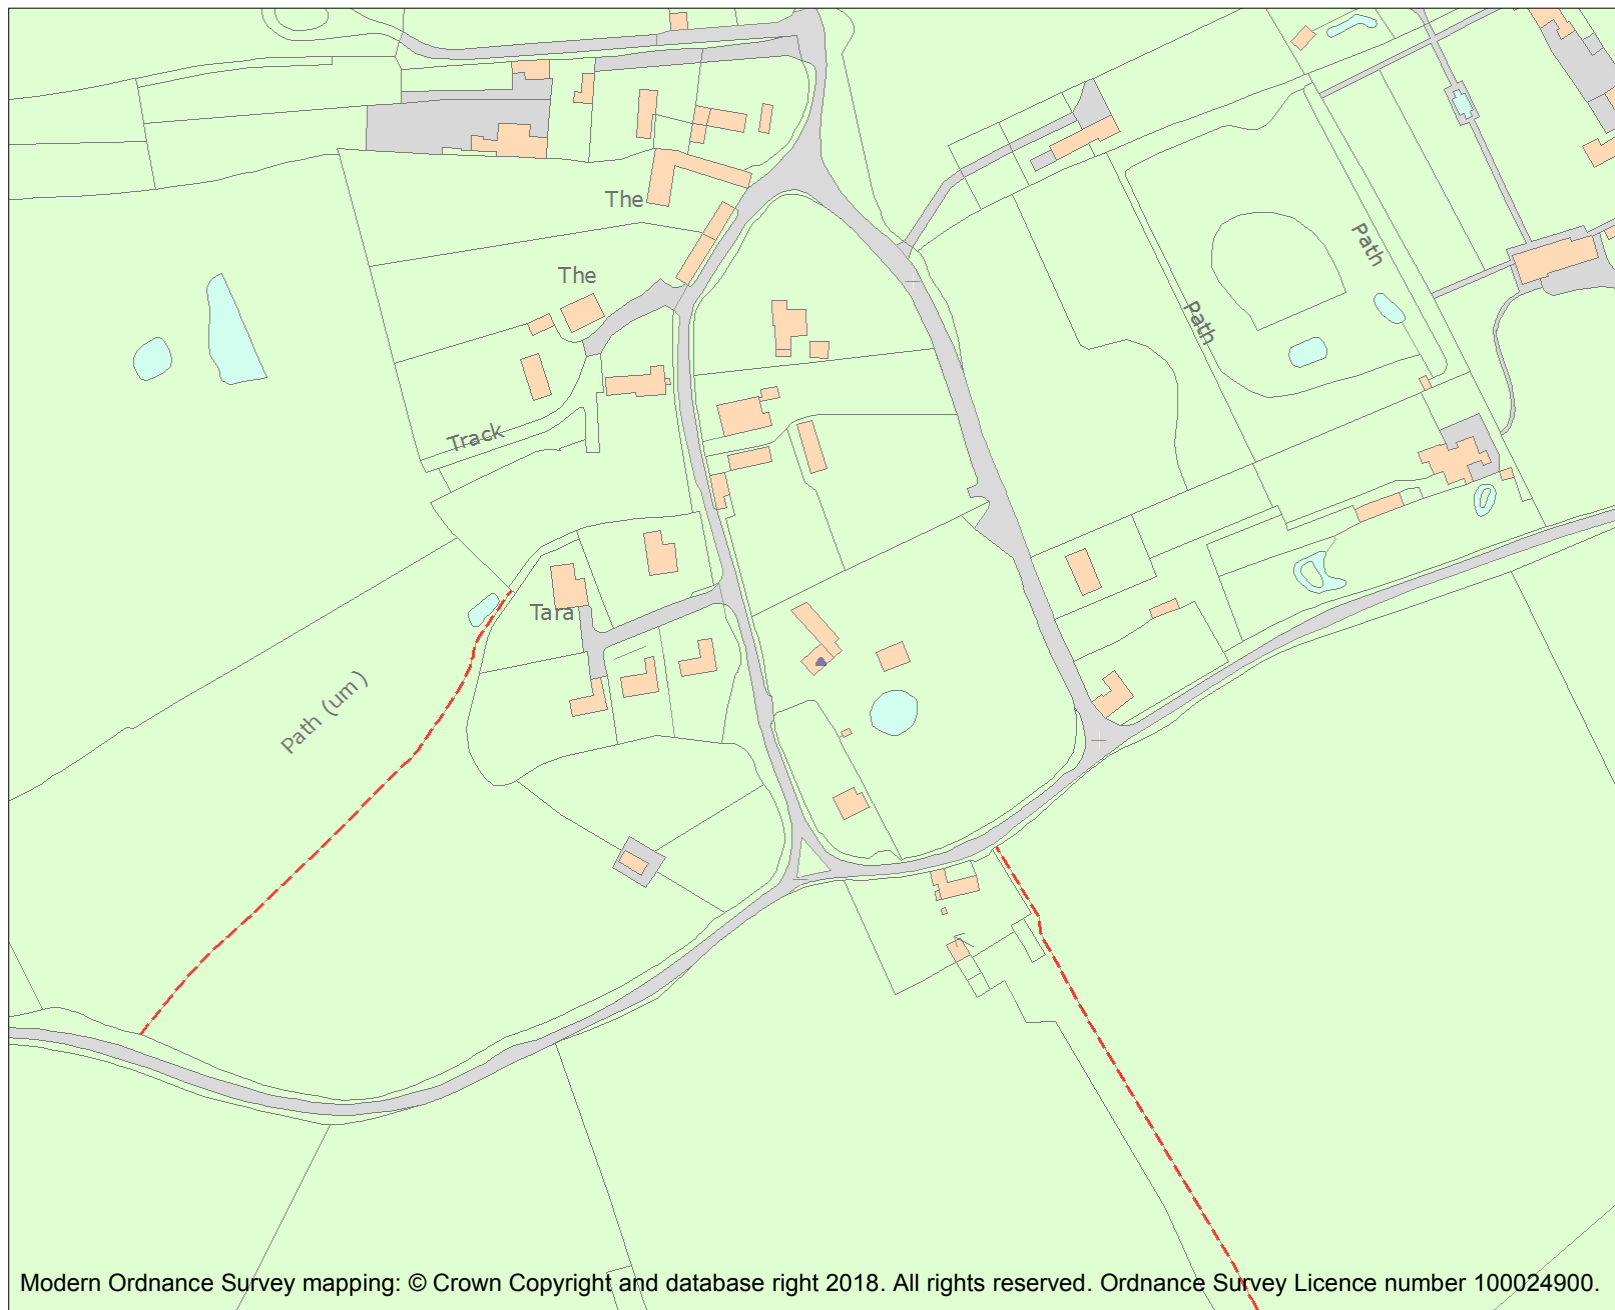 The
Path
The
Path
Track
Tara
Path (um)
Modern Ordnance Survey mapping: © Crown Copyright and database right 2018. All rights reserved. Ordnance Survey Licence number 100024900.